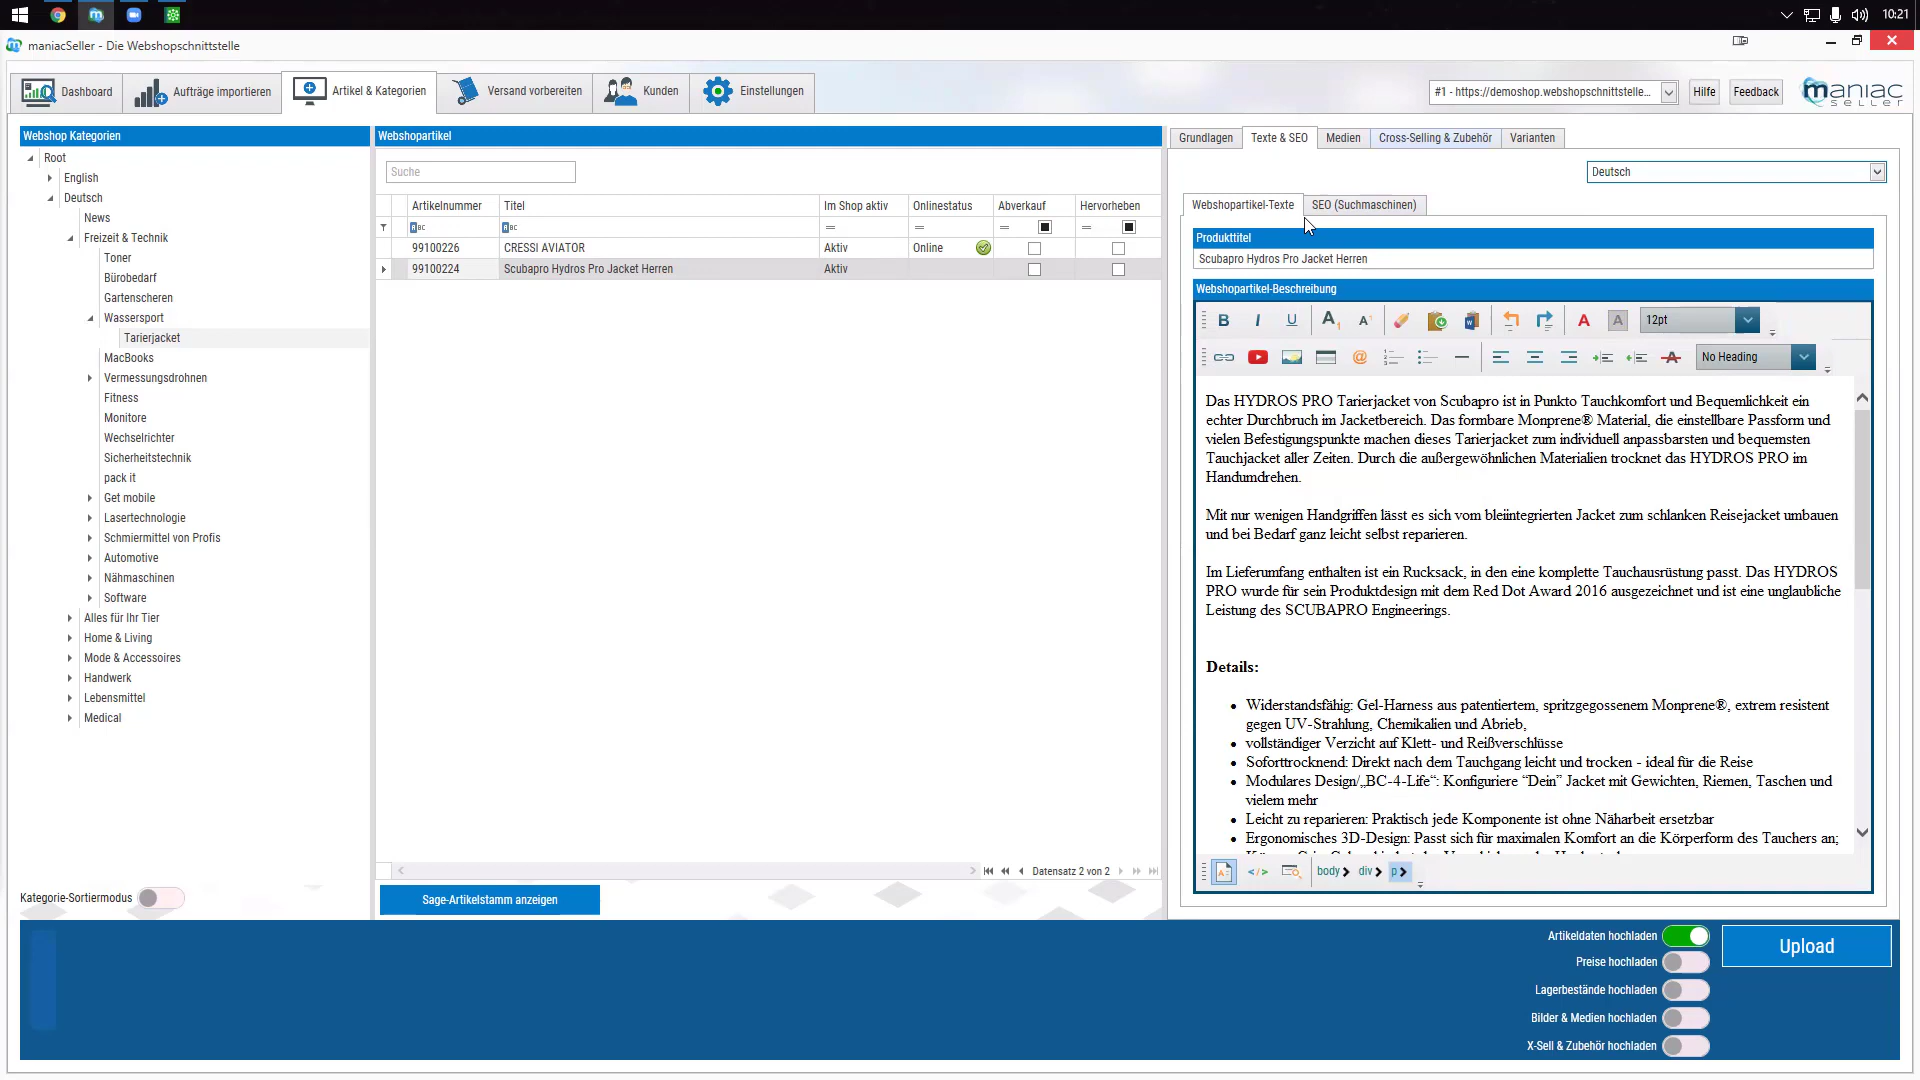 10:21
maniacSeller - Die Webshopschnittstelle
Dashboard
Aufträge importieren
Artikel & Kategorien
Versand vorbereiten
Kunden
Einstellungen
#1 - https://demoshop.webshopschnittstelle...
Hilfe
Feedback
maniac
seller
Webshop Kategorien
Root
English
Deutsch
News
Freizeit & Technik
Toner
Bürobedarf
Gartenscheren
Wassersport
Tarierjacket
MacBooks
Vermessungsdrohnen
Fitness
Monitore
Wechselrichter
Sicherheitstechnik
pack it
Get mobile
Lasertechnologie
Schmiermittel von Profis
Automotive
Nähmaschinen
Software
Alles für Ihr Tier
Home & Living
Mode & Accessoires
Handwerk
Lebensmittel
Medical
Kategorie-Sortiermodus
Webshopartikel
Suche
Artikelnummer Titel Im Shop aktiv Onlinestatus Abverkauf Hervorheben
99100226 CRESSI AVIATOR Aktiv Online
99100224 Scubapro Hydros Pro Jacket Herren Aktiv
Datensatz 2 von 2
Sage-Artikelstamm anzeigen
Grundlagen
Texte & SEO
Medien
Cross-Selling & Zubehör
Varianten
Deutsch
Webshopartikel-Texte
SEO (Suchmaschinen)
Produkttitel
Scubapro Hydros Pro Jacket Herren
Webshopartikel-Beschreibung
12pt
No Heading
Das HYDROS PRO Tarierjacket von Scubapro ist in Punkto Tauchkomfort und Bequemlichkeit ein
echter Durchbruch im Jacketbereich. Das formbare Monprene® Material, die einstellbare Passform und
vielen Befestigungspunkte machen dieses Tarierjacket zum individuell anpassbarsten und bequemsten
Tauchjacket aller Zeiten. Durch die außergewöhnlichen Materialien trocknet das HYDROS PRO im
Handumdrehen.
Mit nur wenigen Handgriffen lässt es sich vom bleiintegrierten Jacket zum schlanken Reisejacket umbauen
und bei Bedarf ganz leicht selbst reparieren.
Im Lieferumfang enthalten ist ein Rucksack, in den eine komplette Tauchausrüstung passt. Das HYDROS
PRO wurde für sein Produktdesign mit dem Red Dot Award 2016 ausgezeichnet und ist eine unglaubliche
Leistung des SCUBAPRO Engineerings.
Details:
Widerstandsfähig: Gel-Harness aus patentiertem, spritzgegossenem Monprene®, extrem resistent
gegen UV-Strahlung, Chemikalien und Abrieb,
vollständiger Verzicht auf Klett- und Reißverschlüsse
Soforttrocknend: Direkt nach dem Tauchgang leicht und trocken - ideal für die Reise
Modulares Design/„BC-4-Life“: Konfiguriere “Dein” Jacket mit Gewichten, Riemen, Taschen und
vielem mehr
Leicht zu reparieren: Praktisch jede Komponente ist ohne Näharbeit ersetzbar
Ergonomisches 3D-Design: Passt sich für maximalen Komfort an die Körperform des Tauchers an;
body
div
p
Artikeldaten hochladen
Preise hochladen
Lagerbestände hochladen
Bilder & Medien hochladen
X-Sell & Zubehör hochladen
Upload